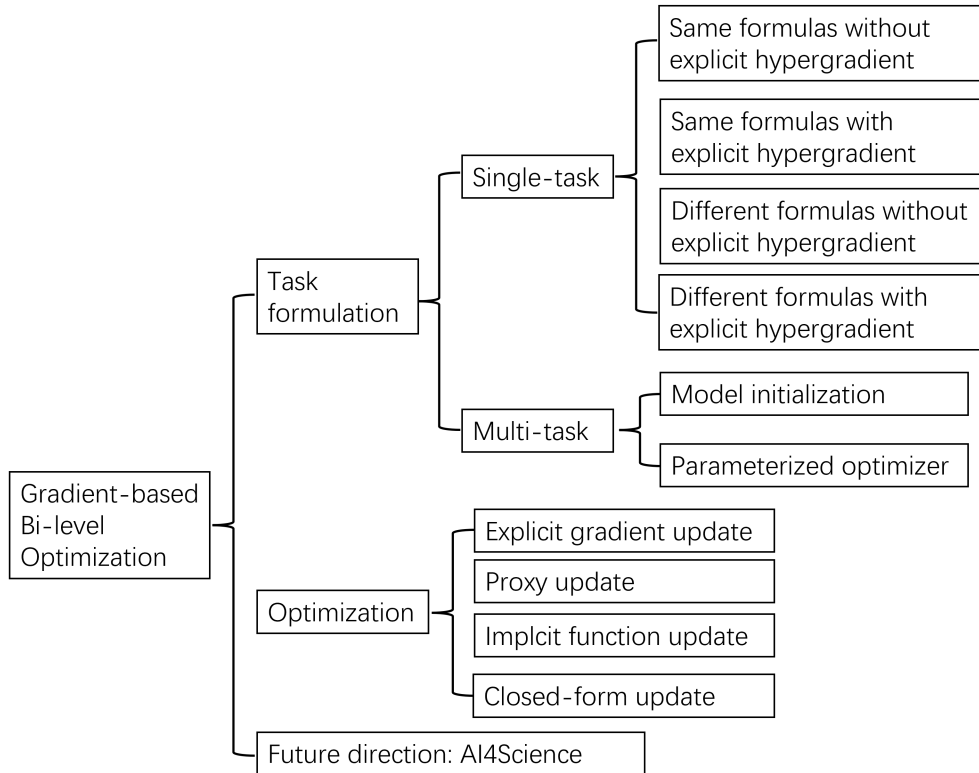 Same formulas without
explicit hypergradient
Same formulas with
explicit hypergradient
Single-task
Different formulas without
explicit hypergradient
Task
formulation
Different formulas with
explicit hypergradient
Model initialization
Multi-task
Parameterized optimizer
Gradient-based
Bi-level
Optimization
Explicit gradient update
Proxy update
Optimization
Implcit function update
Closed-form update
Future direction: AI4Science